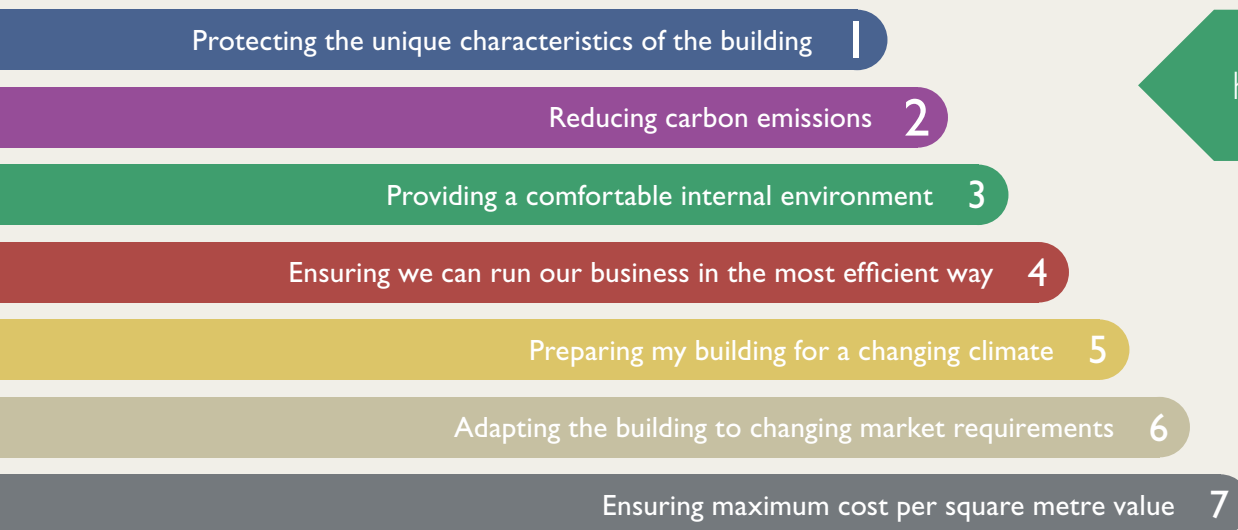 Protecting the unique characteristics of the building 1
Reducing carbon emissions 2
Providing a comfortable internal environment 3
Ensuring we can run our business in the most efficient way 4
Preparing my building for a changing climate 5
Adapting the building to changing market requirements 6
Ensuring maximum cost per square metre value 7